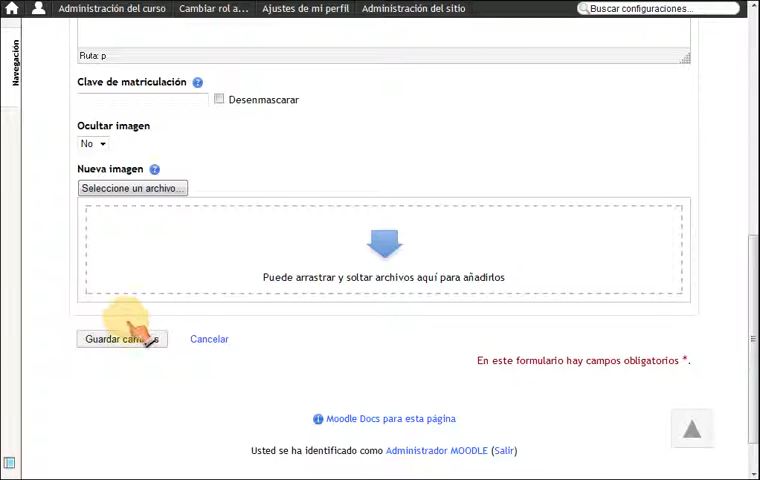 Administración del curso Cambiar rol a... Ajustes de mi perfil Administración del sitio Buscar configuraciones...
Navegación
Ruta: p
Clave de matriculación
Desenmascarar
Ocultar imagen
No
Nueva imagen
Seleccione un archivo...
Puede arrastrar y soltar archivos aquí para añadirlos
Guardar Cancelar
En este formulario hay campos obligatorios *.
Moodle Docs para esta página
Usted se ha identificado como Administrador MOODLE (Salir)